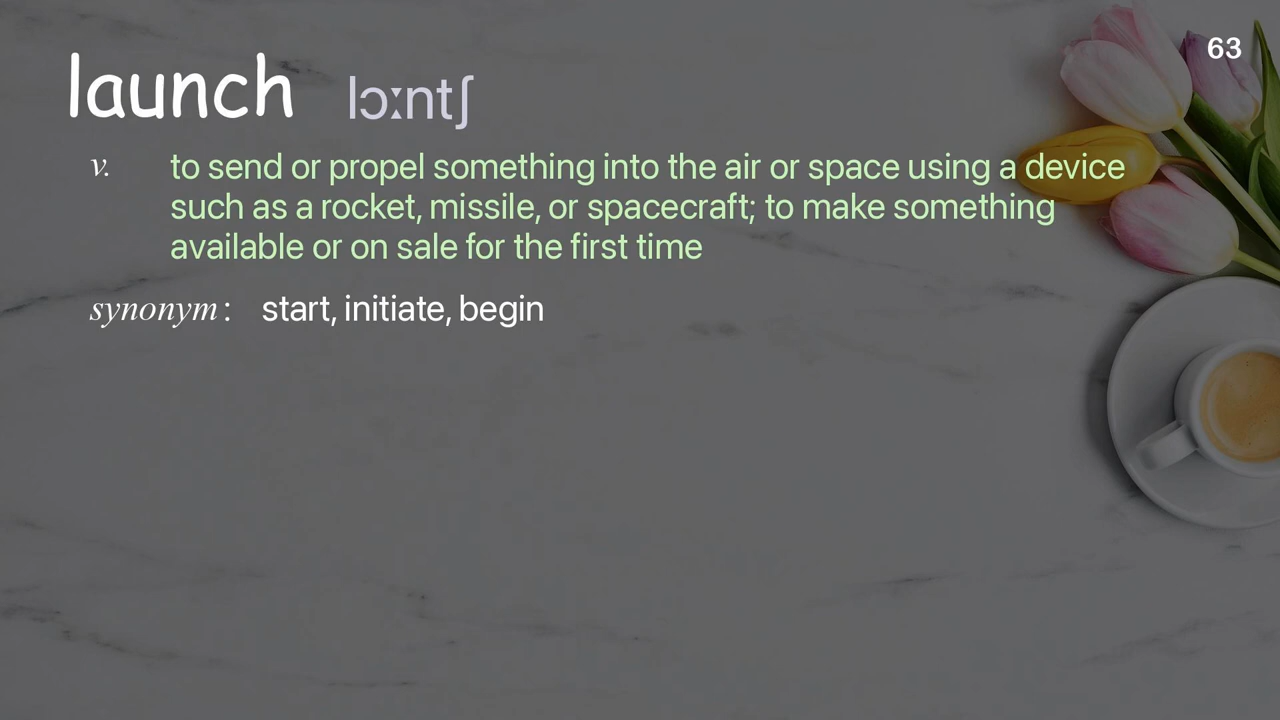 63
launch lɔːntʃ
v. to send or propel something into the air or space using a device
such as a rocket, missile, or spacecraft; to make something
available or on sale for the first time
synonym: start, initiate, begin